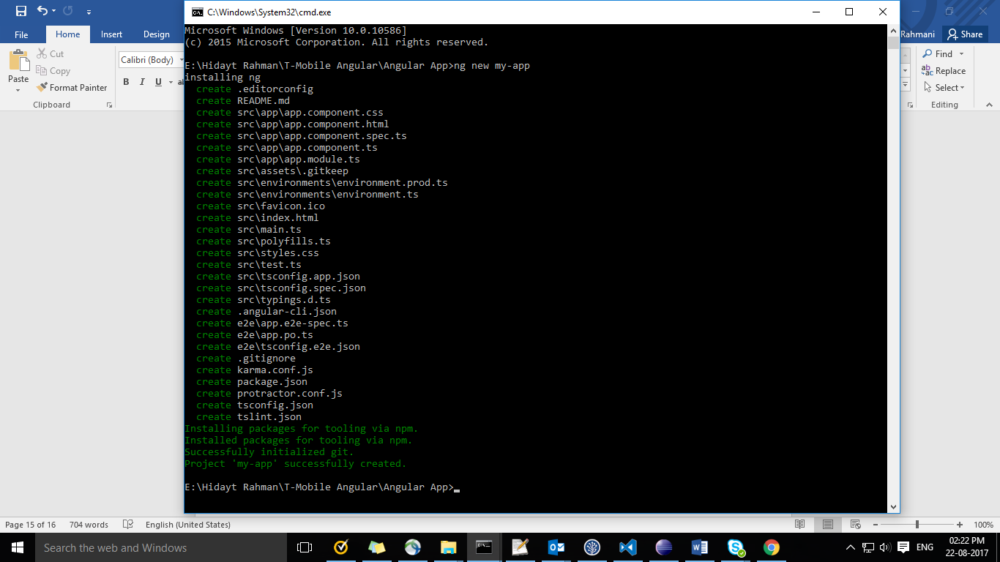 C:\Windows\System32\cmd.exe
File
Home
Insert
Design
Rahmani
Share
Cut
Copy
Paste
Format Painter
Clipboard
Calibri (Body)
B I U
Find
Replace
Select
Editing
Microsoft Windows [Version 10.0.10586]
(c) 2015 Microsoft Corporation. All rights reserved.
E:\Hidayt Rahman\T-Mobile Angular\Angular App>ng new my-app
installing ng
create .editorconfig
create README.md
create src\app\app.component.css
create src\app\app.component.html
create src\app\app.component.spec.ts
create src\app\app.component.ts
create src\app\app.module.ts
create src\assets\.gitkeep
create src\environments\environment.prod.ts
create src\environments\environment.ts
create src\favicon.ico
create src\index.html
create src\main.ts
create src\polyfills.ts
create src\styles.css
create src\test.ts
create src\tsconfig.app.json
create src\tsconfig.spec.json
create src\typings.d.ts
create .angular-cli.json
create e2e\app.e2e-spec.ts
create e2e\app.po.ts
create e2e\tsconfig.e2e.json
create .gitignore
create karma.conf.js
create package.json
create protractor.conf.js
create tsconfig.json
create tslint.json
Installing packages for tooling via npm.
Installed packages for tooling via npm.
Successfully initialized git.
Project 'my-app' successfully created.
E:\Hidayt Rahman\T-Mobile Angular\Angular App>
Page 15 of 16
704 words
English (United States)
100%
Search the web and Windows
ENG
02:22 PM
22-08-2017